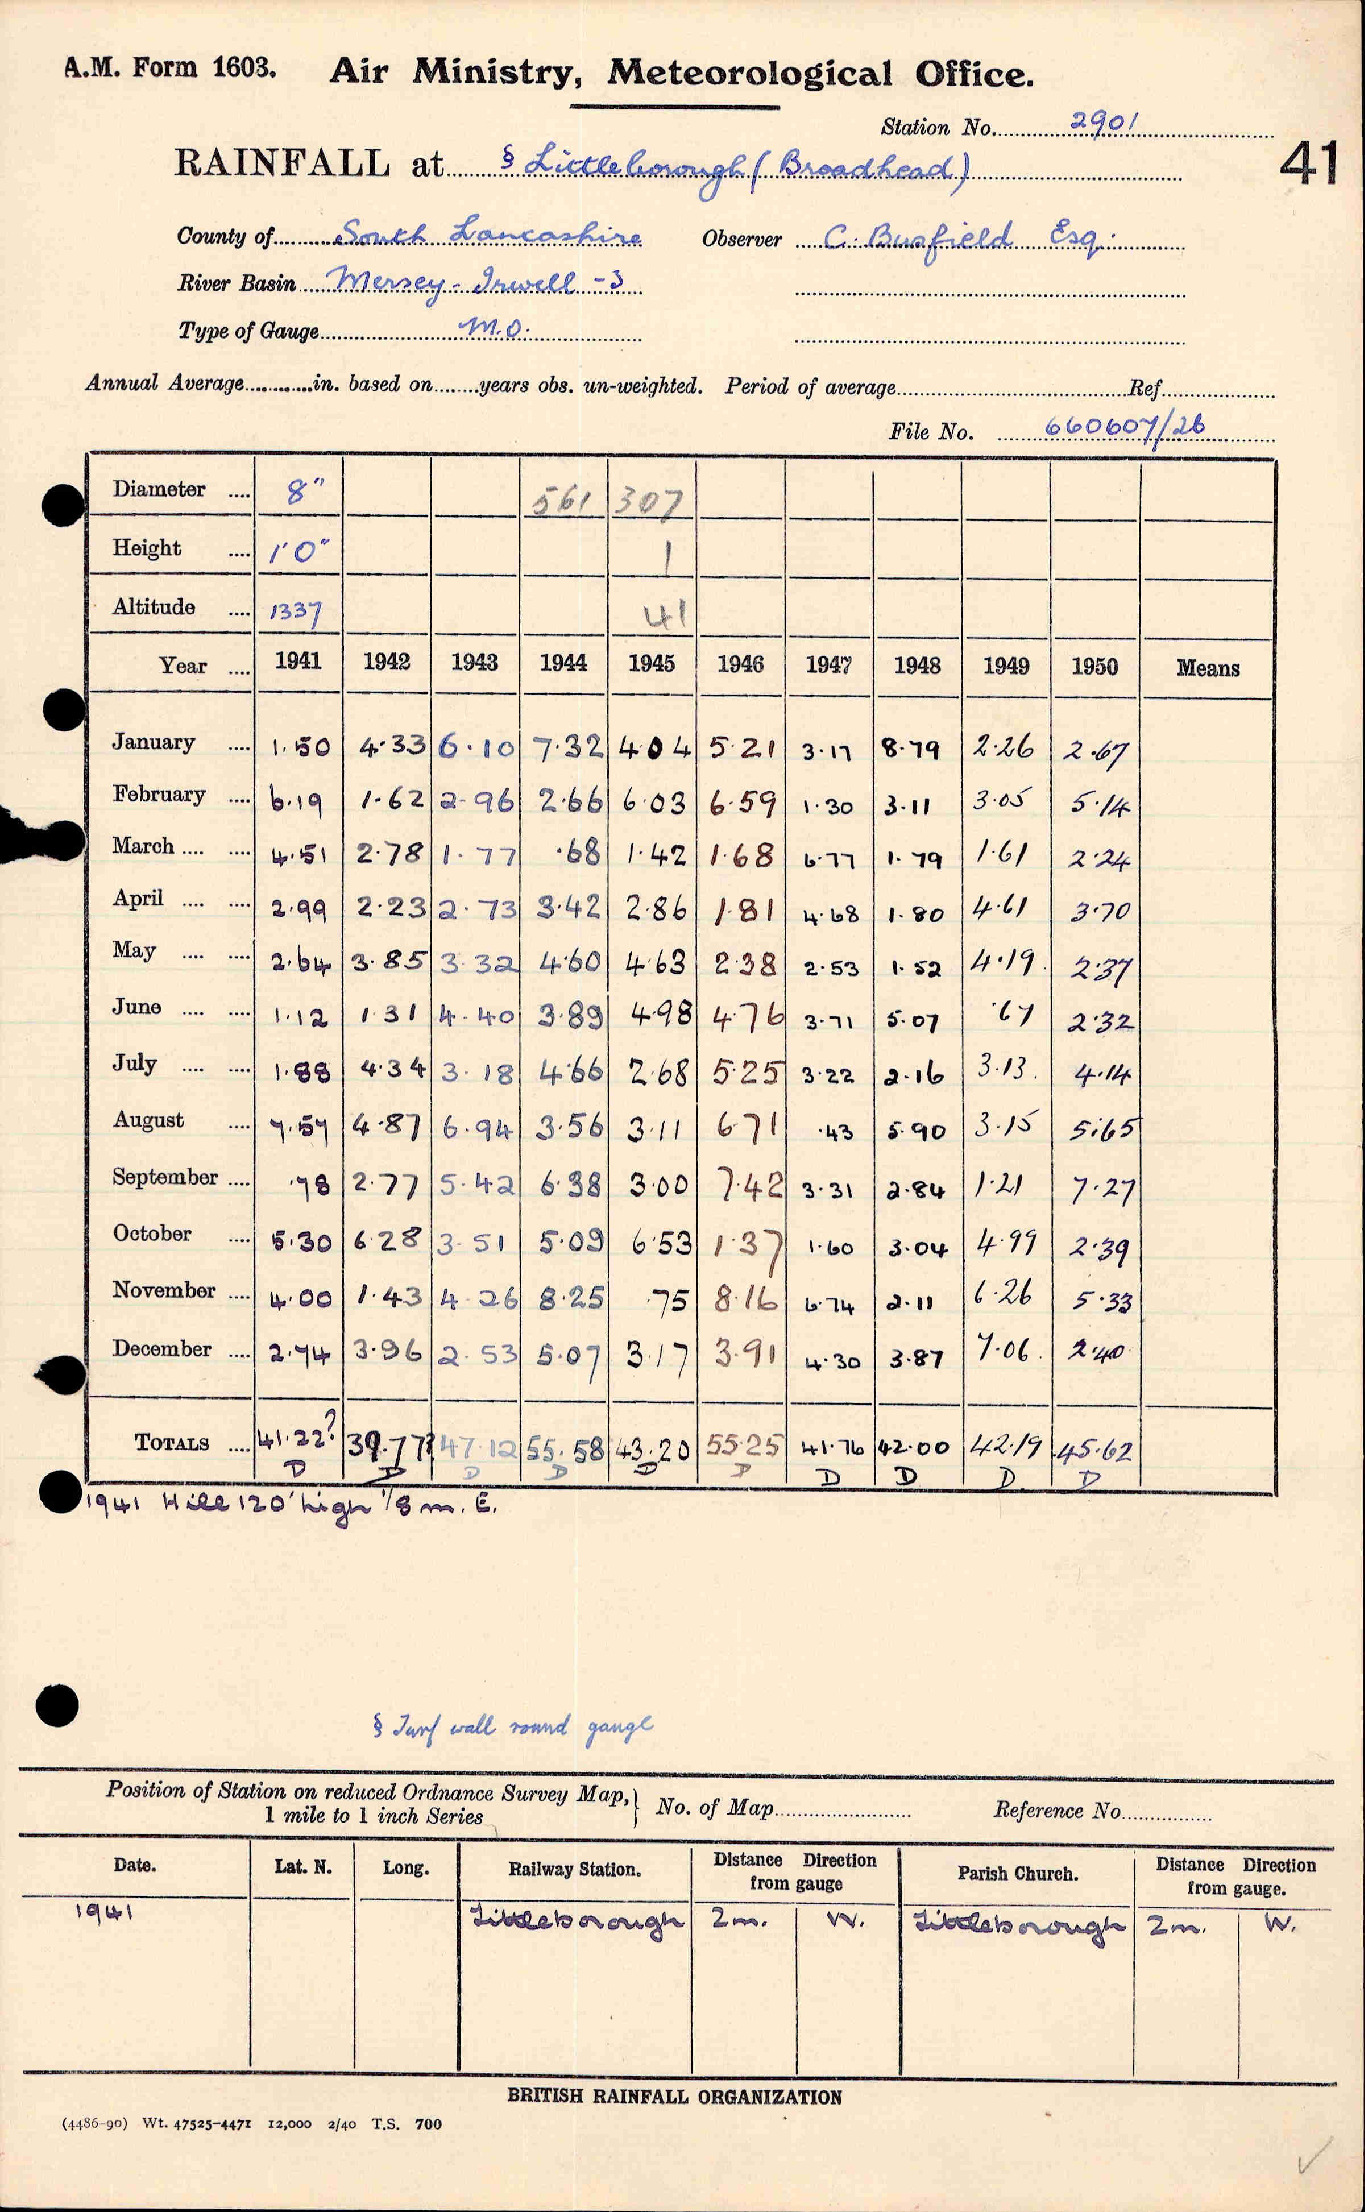 A.M. Form 1603. Air Ministry, Meteorological Office.
Station No. 2901
41
RAINFALL at § Littleborough (Broadhead)
County of South Lancashire Observer C. Busfield Esq.
River Basin Mersey-Irwell -3
Type of Gauge M.O.
Annual Average in. based on years obs. un-weighted. Period of average Ref
File No. 660607/26
Diameter .... 8" 561 307
Height .... 1'0" 1
Altitude .... 1337 41
Year .... 1941 1942 1943 1944 1945 1946 1947 1948 1949 1950 Means
January .... 1.50 4.33 6.10 7.32 4.04 5.21 3.17 8.79 2.26 2.67
February .... 6.19 1.62 2.96 2.66 6.03 6.59 1.30 3.11 3.05 5.14
March .... .... 4.51 2.78 1.77 .68 1.42 1.68 6.77 1.79 1.61 2.24
April .... .... 2.99 2.23 2.73 3.42 2.86 1.81 4.68 1.80 4.61 3.70
May .... .... 2.64 3.85 3.32 4.60 4.63 2.38 2.53 1.52 4.19 2.37
June .... .... 1.12 1.31 4.40 3.89 4.98 4.76 3.71 5.07 .67 2.32
July .... .... 1.88 4.34 3.18 4.66 2.68 5.25 3.22 2.16 3.13 4.14
August .... 7.57 4.87 6.94 3.56 3.11 6.71 .43 5.90 3.15 5.65
September .... .78 2.77 5.42 6.38 3.00 7.42 3.31 2.84 1.21 7.27
October .... 5.30 6.28 3.51 5.09 6.53 1.37 1.60 3.04 4.99 2.39
November .... 4.00 1.43 4.26 8.25 .75 8.16 6.74 2.11 6.26 5.33
December .... 2.74 3.96 2.53 5.07 3.17 3.91 4.30 3.87 7.06 2.40
TOTALS .... 41.22? 39.77? 47.12 55.58 43.20 55.25 41.76 42.00 42.19 45.62
D D D D D D D D D D
1941 Hill 120' high 1/8 m. E.
§ Turf wall round gauge
Position of Station on reduced Ordnance Survey Map, 1 mile to 1 inch Series } No. of Map Reference No.
Date. Lat. N. Long. Railway Station. Distance Direction from gauge Parish Church. Distance Direction from gauge.
1941 Littleborough 2m. W. Littleborough 2m. W.
BRITISH RAINFALL ORGANIZATION
(4486-90) Wt. 47525-4471 12,000 2/40 T.S. 700